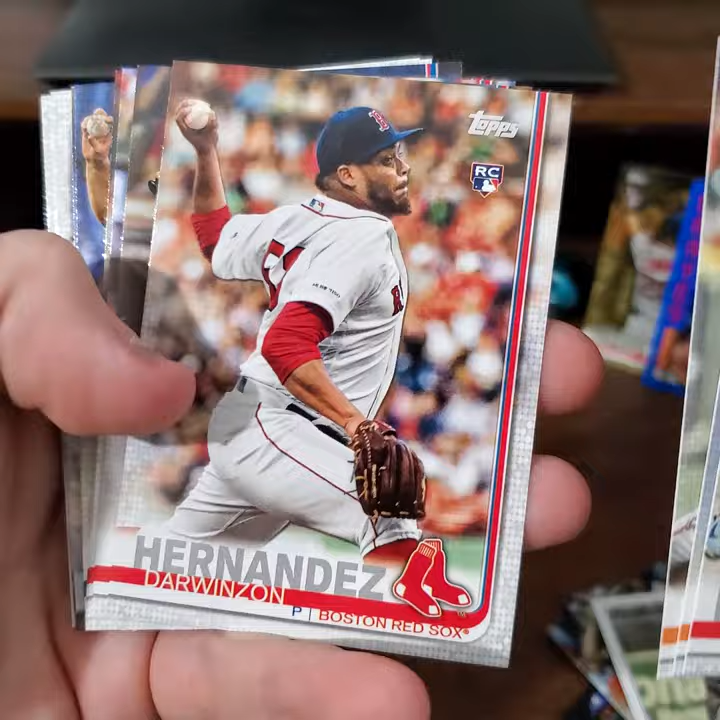 topps
RC
B
HERNANDEZ
DARWINZON
P | BOSTON RED SOX®